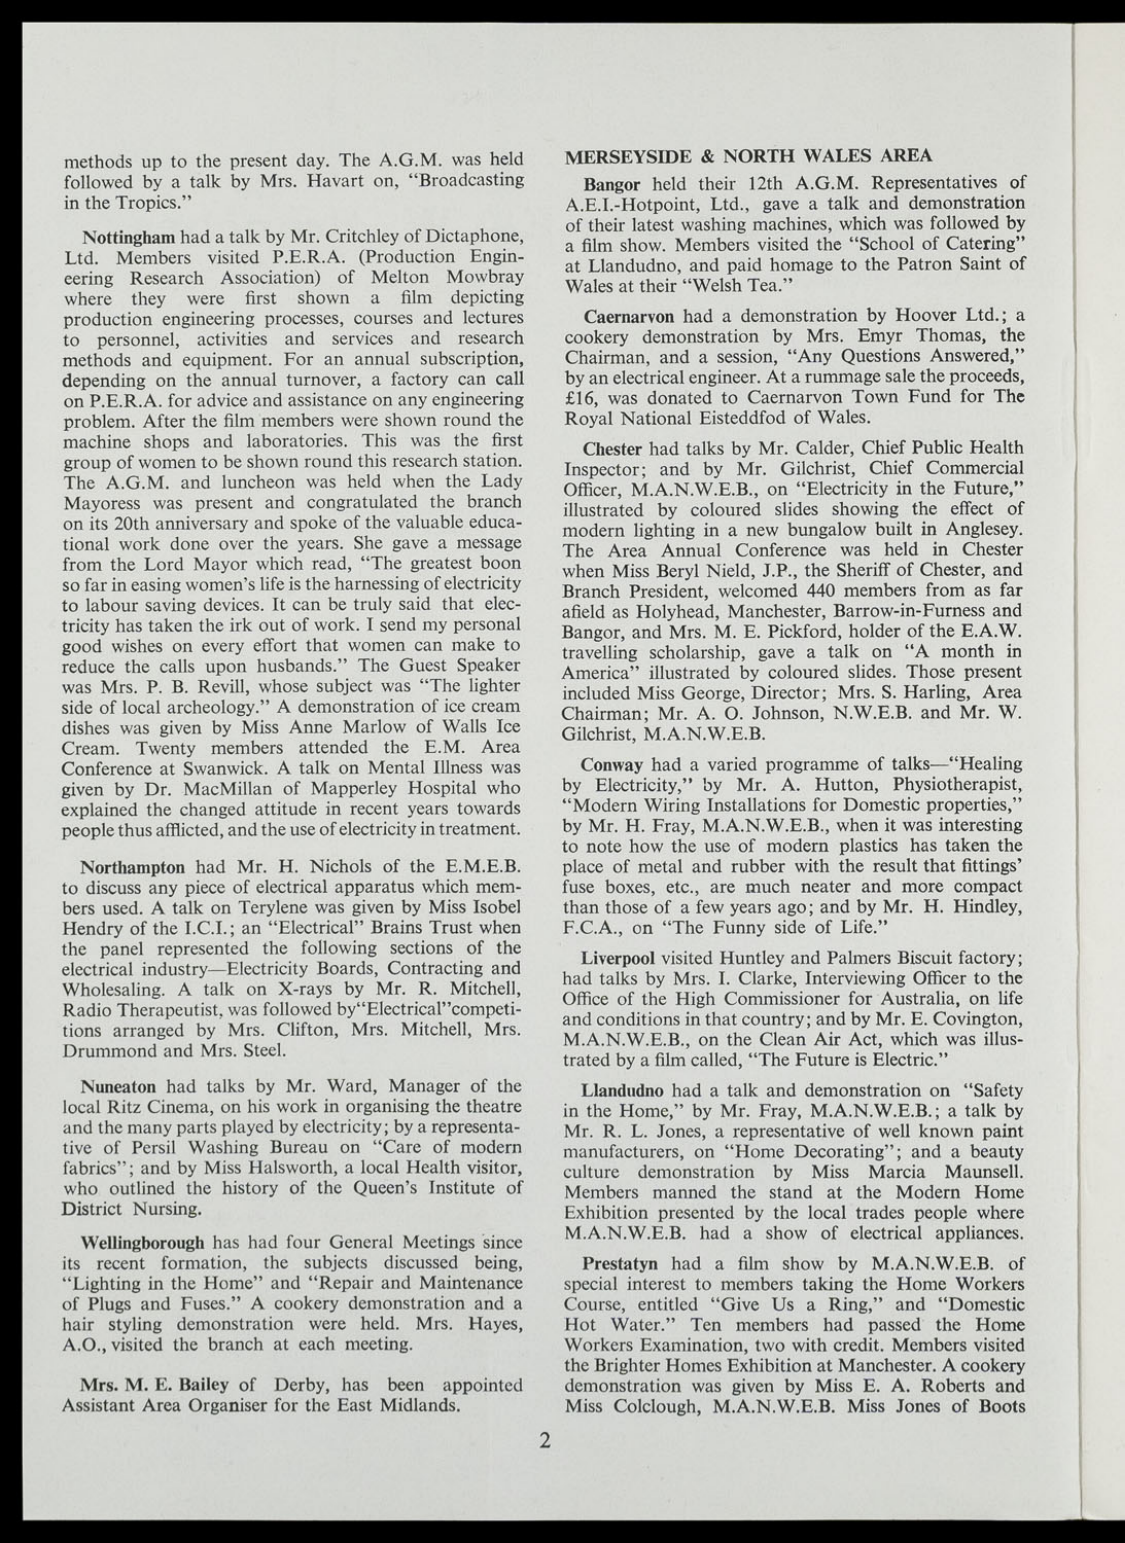 methods up to the present day. The A.G.M. was held
followed by a talk by Mrs. Havart on, "Broadcasting
in the Tropics."
Nottingham had a talk by Mr. Critchley of Dictaphone,
Ltd. Members visited P.E.R.A. (Production Engin-
eering Research Association) of Melton Mowbray
where they were first shown a film depicting
production engineering processes, courses and lectures
to personnel, activities and services and research
methods and equipment. For an annual subscription,
depending on the annual turnover, a factory can call
on P.E.R.A. for advice and assistance on any engineering
problem. After the film members were shown round the
machine shops and laboratories. This was the first
group of women to be shown round this research station.
The A.G.M. and luncheon was held when the Lady
Mayoress was present and congratulated the branch
on its 20th anniversary and spoke of the valuable educa-
tional work done over the years. She gave a message
from the Lord Mayor which read, "The greatest boon
so far in easing women's life is the harnessing of electricity
to labour saving devices. It can be truly said that elec-
tricity has taken the irk out of work. I send my personal
good wishes on every effort that women can make to
reduce the calls upon husbands." The Guest Speaker
was Mrs. P. B. Revill, whose subject was "The lighter
side of local archeology." A demonstration of ice cream
dishes was given by Miss Anne Marlow of Walls Ice
Cream. Twenty members attended the E.M. Area
Conference at Swanwick. A talk on Mental Illness was
given by Dr. MacMillan of Mapperley Hospital who
explained the changed attitude in recent years towards
people thus afflicted, and the use of electricity in treatment.
Northampton had Mr. H. Nichols of the E.M.E.B.
to discuss any piece of electrical apparatus which mem-
bers used. A talk on Terylene was given by Miss Isobel
Hendry of the I.C.I.; an "Electrical" Brains Trust when
the panel represented the following sections of the
electrical industry—Electricity Boards, Contracting and
Wholesaling. A talk on X-rays by Mr. R. Mitchell,
Radio Therapeutist, was followed by"Electrical"competi-
tions arranged by Mrs. Clifton, Mrs. Mitchell, Mrs.
Drummond and Mrs. Steel.
Nuneaton had talks by Mr. Ward, Manager of the
local Ritz Cinema, on his work in organising the theatre
and the many parts played by electricity; by a representa-
tive of Persil Washing Bureau on "Care of modern
fabrics"; and by Miss Halsworth, a local Health visitor,
who outlined the history of the Queen's Institute of
District Nursing.
Wellingborough has had four General Meetings since
its recent formation, the subjects discussed being,
"Lighting in the Home" and "Repair and Maintenance
of Plugs and Fuses." A cookery demonstration and a
hair styling demonstration were held. Mrs. Hayes,
A.O., visited the branch at each meeting.
Mrs. M. E. Bailey of Derby, has been appointed
Assistant Area Organiser for the East Midlands.
MERSEYSIDE & NORTH WALES AREA
Bangor held their 12th A.G.M. Representatives of
A.E.I.-Hotpoint, Ltd., gave a talk and demonstration
of their latest washing machines, which was followed by
a film show. Members visited the "School of Catering"
at Llandudno, and paid homage to the Patron Saint of
Wales at their "Welsh Tea."
Caernarvon had a demonstration by Hoover Ltd.; a
cookery demonstration by Mrs. Emyr Thomas, the
Chairman, and a session, "Any Questions Answered,"
by an electrical engineer. At a rummage sale the proceeds,
£16, was donated to Caernarvon Town Fund for The
Royal National Eisteddfod of Wales.
Chester had talks by Mr. Calder, Chief Public Health
Inspector; and by Mr. Gilchrist, Chief Commercial
Officer, M.A.N.W.E.B., on "Electricity in the Future,"
illustrated by coloured slides showing the effect of
modern lighting in a new bungalow built in Anglesey.
The Area Annual Conference was held in Chester
when Miss Beryl Nield, J.P., the Sheriff of Chester, and
Branch President, welcomed 440 members from as far
afield as Holyhead, Manchester, Barrow-in-Furness and
Bangor, and Mrs. M. E. Pickford, holder of the E.A.W.
travelling scholarship, gave a talk on "A month in
America" illustrated by coloured slides. Those present
included Miss George, Director; Mrs. S. Harling, Area
Chairman; Mr. A. O. Johnson, N.W.E.B. and Mr. W.
Gilchrist, M.A.N.W.E.B.
Conway had a varied programme of talks—"Healing
by Electricity," by Mr. A. Hutton, Physiotherapist,
"Modern Wiring Installations for Domestic properties,"
by Mr. H. Fray, M.A.N.W.E.B., when it was interesting
to note how the use of modern plastics has taken the
place of metal and rubber with the result that fittings'
fuse boxes, etc., are much neater and more compact
than those of a few years ago; and by Mr. H. Hindley,
F.C.A., on "The Funny side of Life."
Liverpool visited Huntley and Palmers Biscuit factory;
had talks by Mrs. I. Clarke, Interviewing Officer to the
Office of the High Commissioner for Australia, on life
and conditions in that country; and by Mr. E. Covington,
M.A.N.W.E.B., on the Clean Air Act, which was illus-
trated by a film called, "The Future is Electric."
Llandudno had a talk and demonstration on "Safety
in the Home," by Mr. Fray, M.A.N.W.E.B.; a talk by
Mr. R. L. Jones, a representative of well known paint
manufacturers, on "Home Decorating"; and a beauty
culture demonstration by Miss Marcia Maunsell.
Members manned the stand at the Modern Home
Exhibition presented by the local trades people where
M.A.N.W.E.B. had a show of electrical appliances.
Prestatyn had a film show by M.A.N.W.E.B. of
special interest to members taking the Home Workers
Course, entitled "Give Us a Ring," and "Domestic
Hot Water." Ten members had passed the Home
Workers Examination, two with credit. Members visited
the Brighter Homes Exhibition at Manchester. A cookery
demonstration was given by Miss E. A. Roberts and
Miss Colclough, M.A.N.W.E.B. Miss Jones of Boots
2